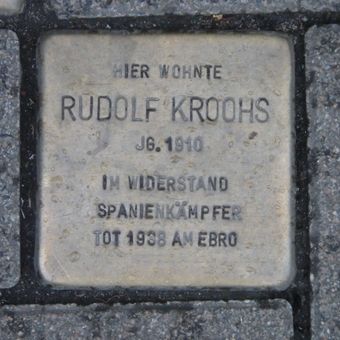 HIER WOHNTE
RUDOLF KROOHS
JG. 1910
IM WIDERSTAND
SPANIENKÄMPFER
TOT 1938 AM EBRO